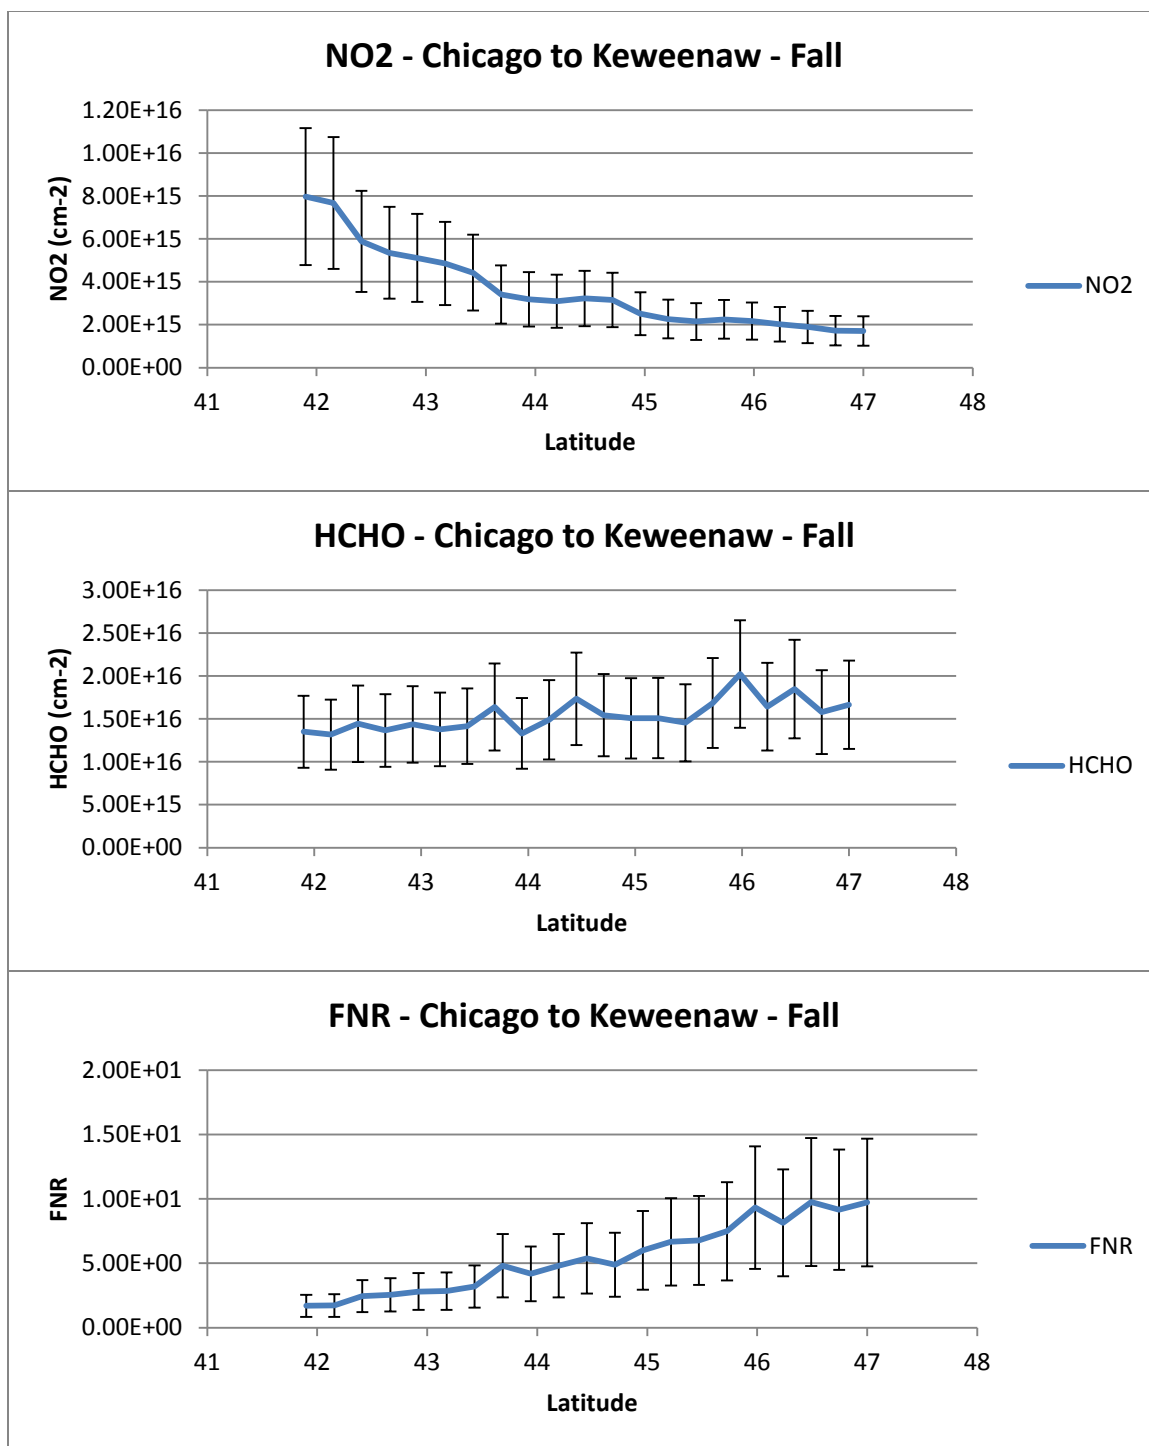 NO2 - Chicago to Keweenaw - Fall
1.20E+16
1.00E+16
8.00E+15
6.00E+15
4.00E+15
2.00E+15
0.00E+00
NO2 (cm-2)
NO2
41 42 43 44 45 46 47 48
Latitude
HCHO - Chicago to Keweenaw - Fall
3.00E+16
2.50E+16
2.00E+16
1.50E+16
1.00E+16
5.00E+15
0.00E+00
HCHO (cm-2)
HCHO
41 42 43 44 45 46 47 48
Latitude
FNR - Chicago to Keweenaw - Fall
2.00E+01
1.50E+01
1.00E+01
5.00E+00
0.00E+00
FNR
FNR
41 42 43 44 45 46 47 48
Latitude